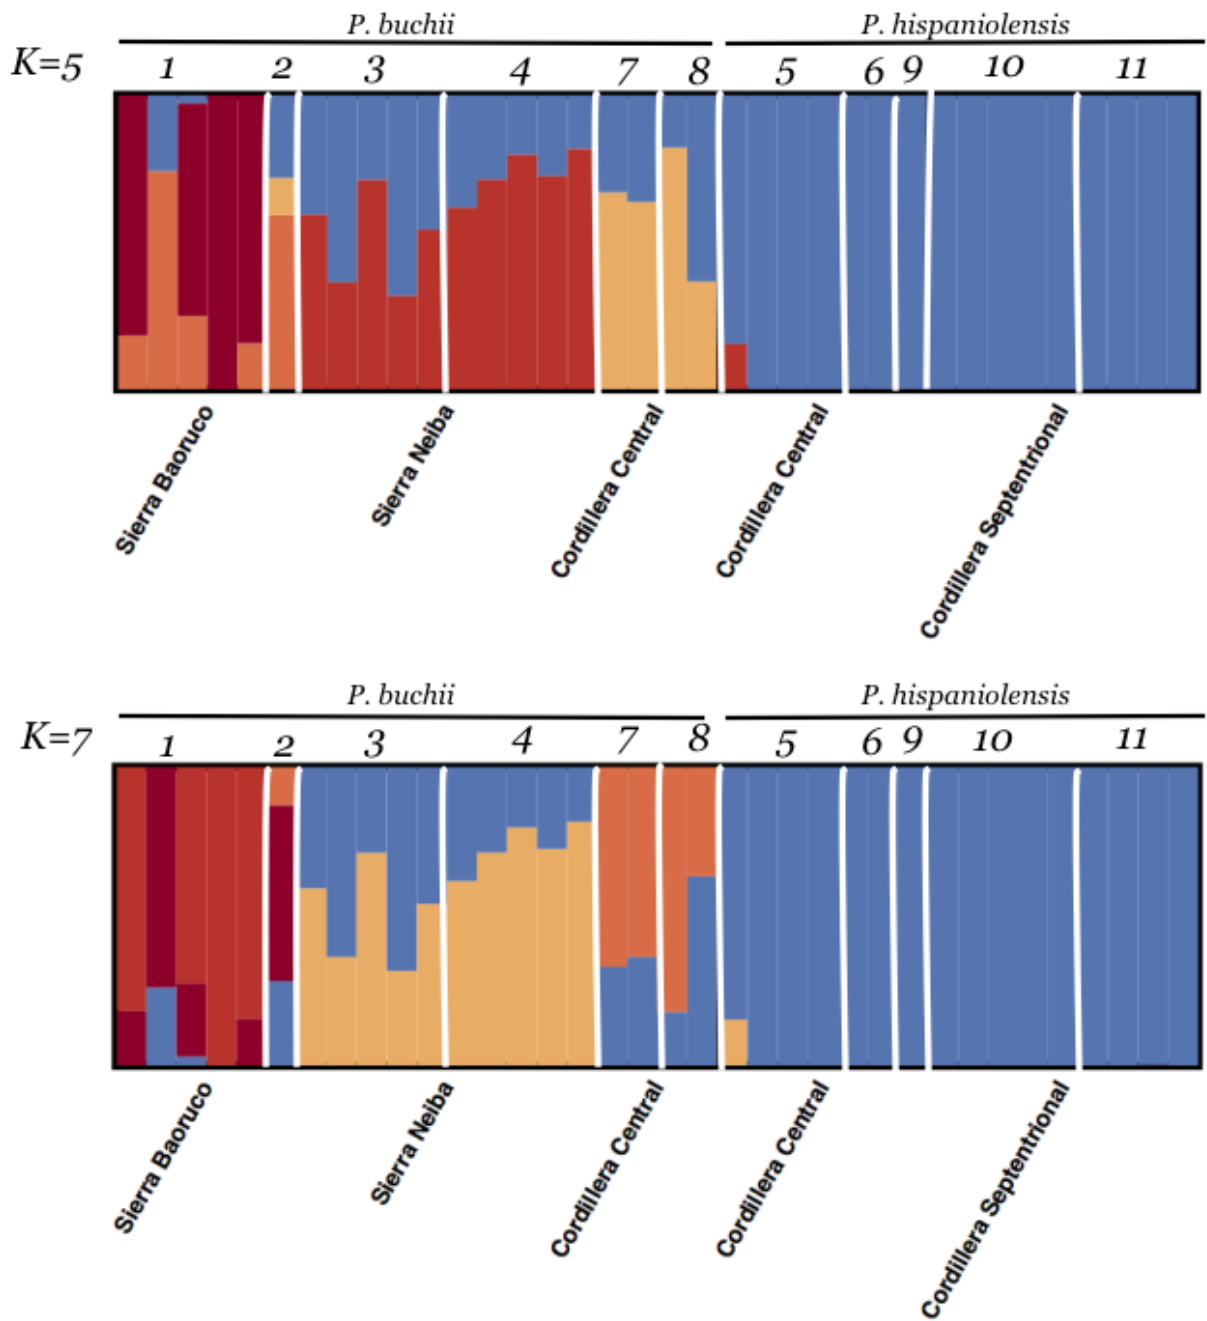 P. buchii P. hispaniolensis
K=5 1 2 3 4 7 8 5 6 9 10 11
Sierra Baoruco
Sierra Neiba
Cordillera Central
Cordillera Central
Cordillera Septentrional
P. buchii P. hispaniolensis
K=7 1 2 3 4 7 8 5 6 9 10 11
Sierra Baoruco
Sierra Neiba
Cordillera Central
Cordillera Central
Cordillera Septentrional